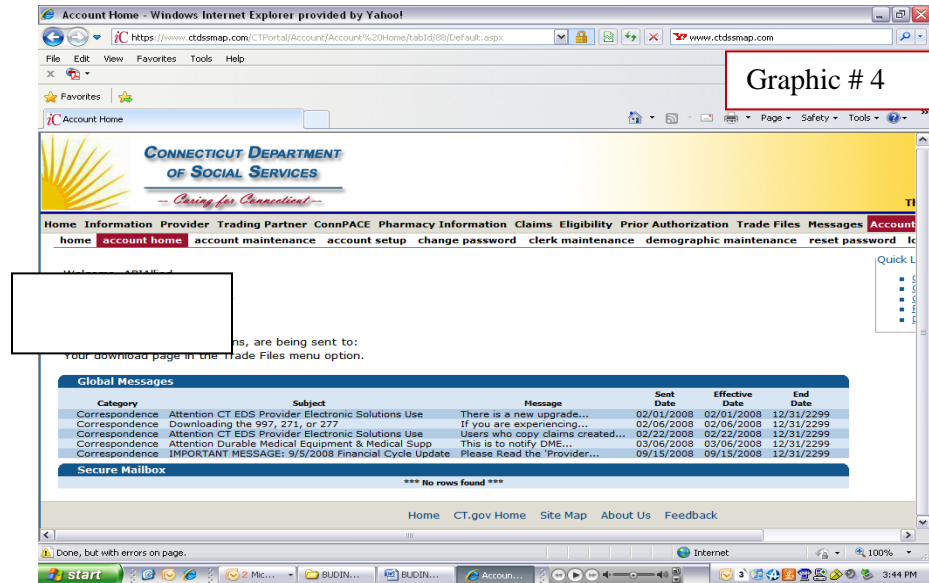 Account Home - Windows Internet Explorer provided by Yahoo!
https://www.ctdssmap.com/CTPortal/Account/Account%20Home/tabId/88/Default.aspx
www.ctdssmap.com
File Edit View Favorites Tools Help
Graphic # 4
Favorites
Account Home
Page Safety Tools
CONNECTICUT DEPARTMENT
OF SOCIAL SERVICES
— Caring for Connecticut —
Home Information Provider Trading Partner ConnPACE Pharmacy Information Claims Eligibility Prior Authorization Trade Files Messages Account
home account home account maintenance account setup change password clerk maintenance demographic maintenance reset password
Quick L
ns, are being sent to:
Your download page in the Trade Files menu option.
Global Messages
Category Subject Message Sent Date Effective Date End Date
Correspondence Attention CT EDS Provider Electronic Solutions Use There is a new upgrade... 02/01/2008 02/01/2008 12/31/2299
Correspondence Downloading the 997, 271, or 277 If you are experiencing... 02/06/2008 02/06/2008 12/31/2299
Correspondence Attention CT EDS Provider Electronic Solutions Use Users who copy claims created... 02/22/2008 02/22/2008 12/31/2299
Correspondence Attention Durable Medical Equipment & Medical Supp This is to notify DME... 03/06/2008 03/06/2008 12/31/2299
Correspondence IMPORTANT MESSAGE: 9/5/2008 Financial Cycle Update Please Read the 'Provider... 09/15/2008 09/15/2008 12/31/2299
Secure Mailbox
*** No rows found ***
Home CT.gov Home Site Map About Us Feedback
Done, but with errors on page. Internet 100%
start 2 Mic... BUDIN... BUDIN... Accoun... 3:44 PM